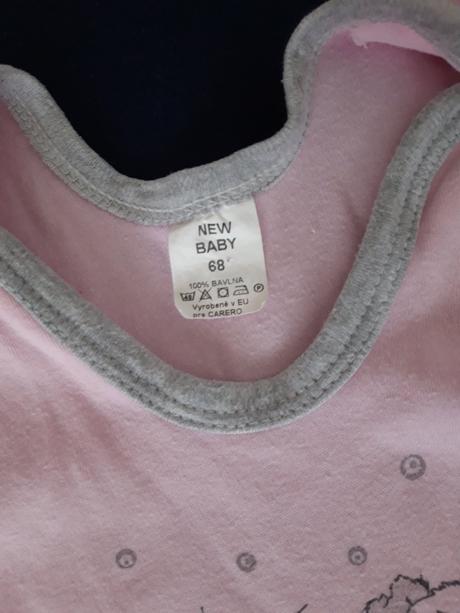 NEW
BABY
68
100% BAVLNA
Vyrobené v EU
pre CARERO